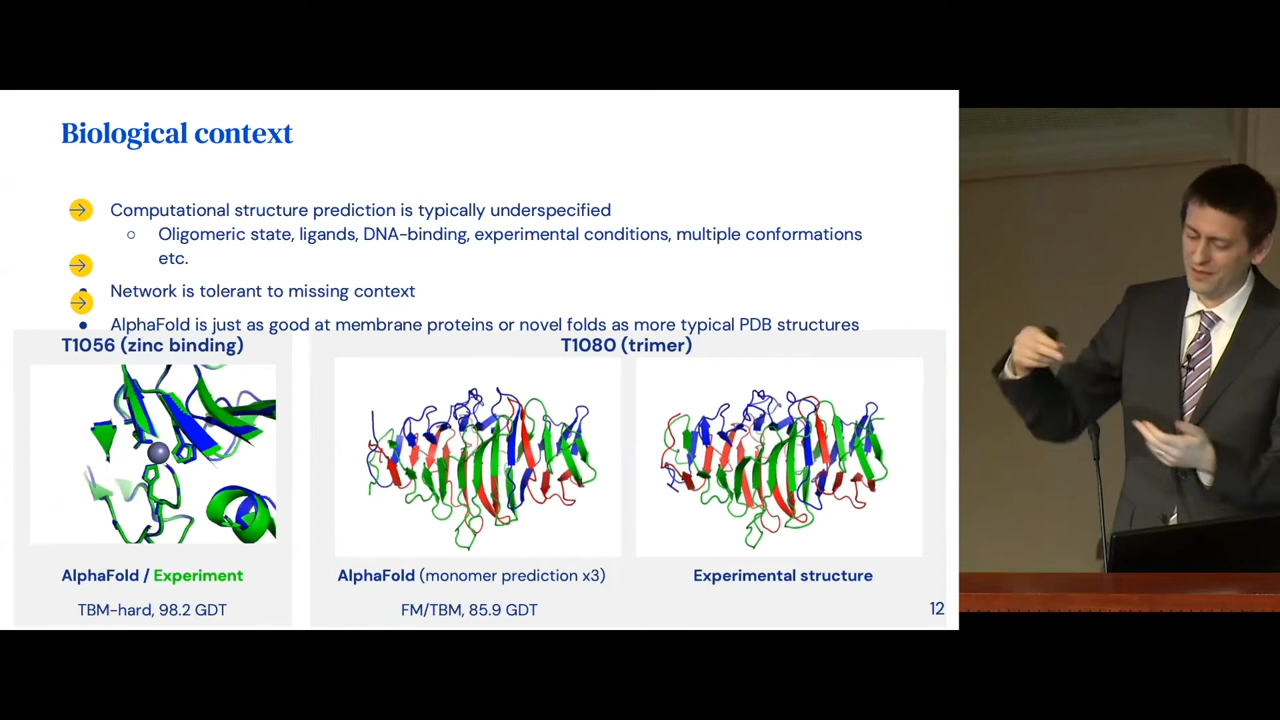 Biological context
Computational structure prediction is typically underspecified
Oligomeric state, ligands, DNA-binding, experimental conditions, multiple conformations
etc.
Network is tolerant to missing context
AlphaFold is just as good at membrane proteins or novel folds as more typical PDB structures
T1056 (zinc binding)
T1080 (trimer)
AlphaFold / Experiment
AlphaFold (monomer prediction x3)
Experimental structure
TBM-hard, 98.2 GDT
FM/TBM, 85.9 GDT
12